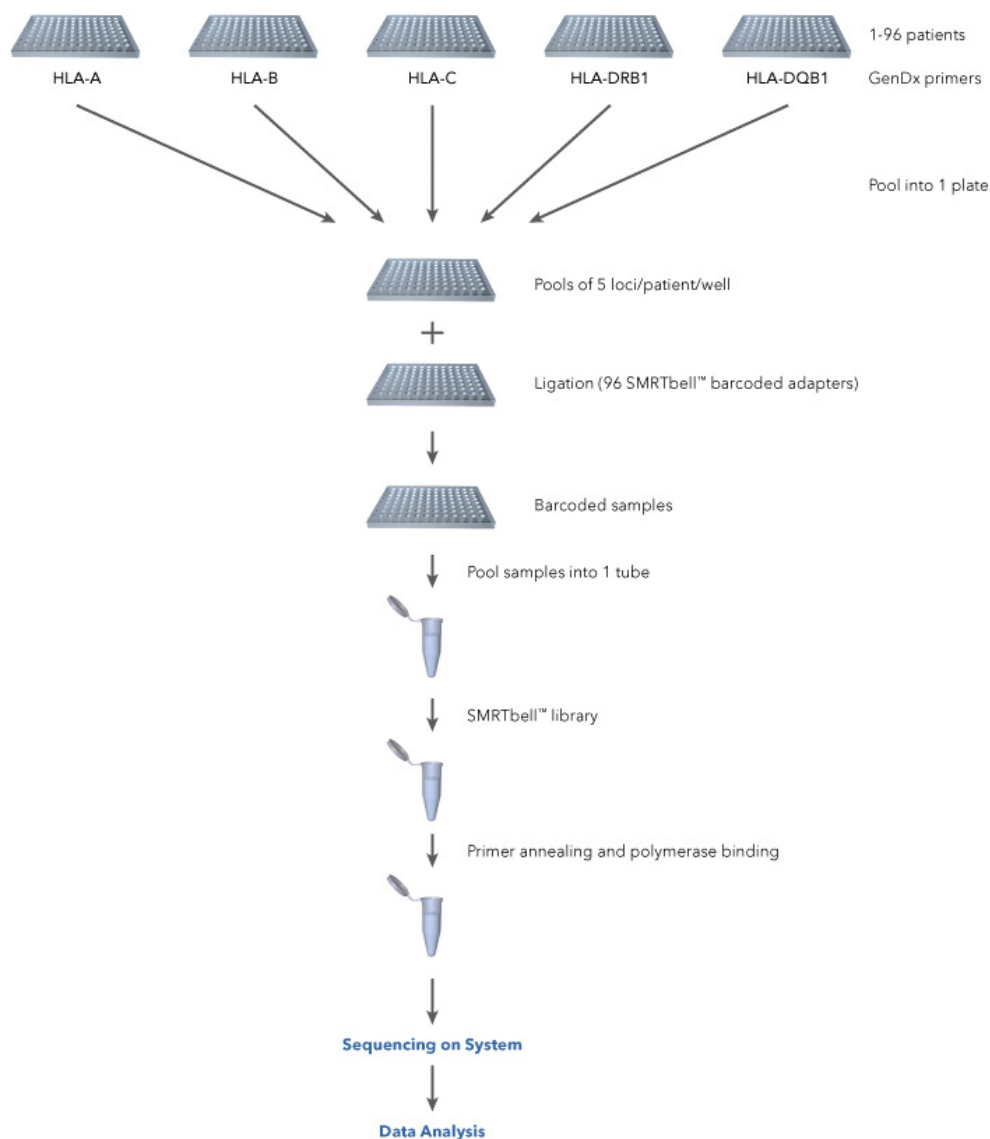 1-96 patients
HLA-A
HLA-B
HLA-C
HLA-DRB1
HLA-DQB1
GenDx primers
Pool into 1 plate
Pools of 5 loci/patient/well
+
Ligation (96 SMRTbell™ barcoded adapters)
Barcoded samples
Pool samples into 1 tube
SMRTbell™ library
Primer annealing and polymerase binding
Sequencing on System
Data Analysis